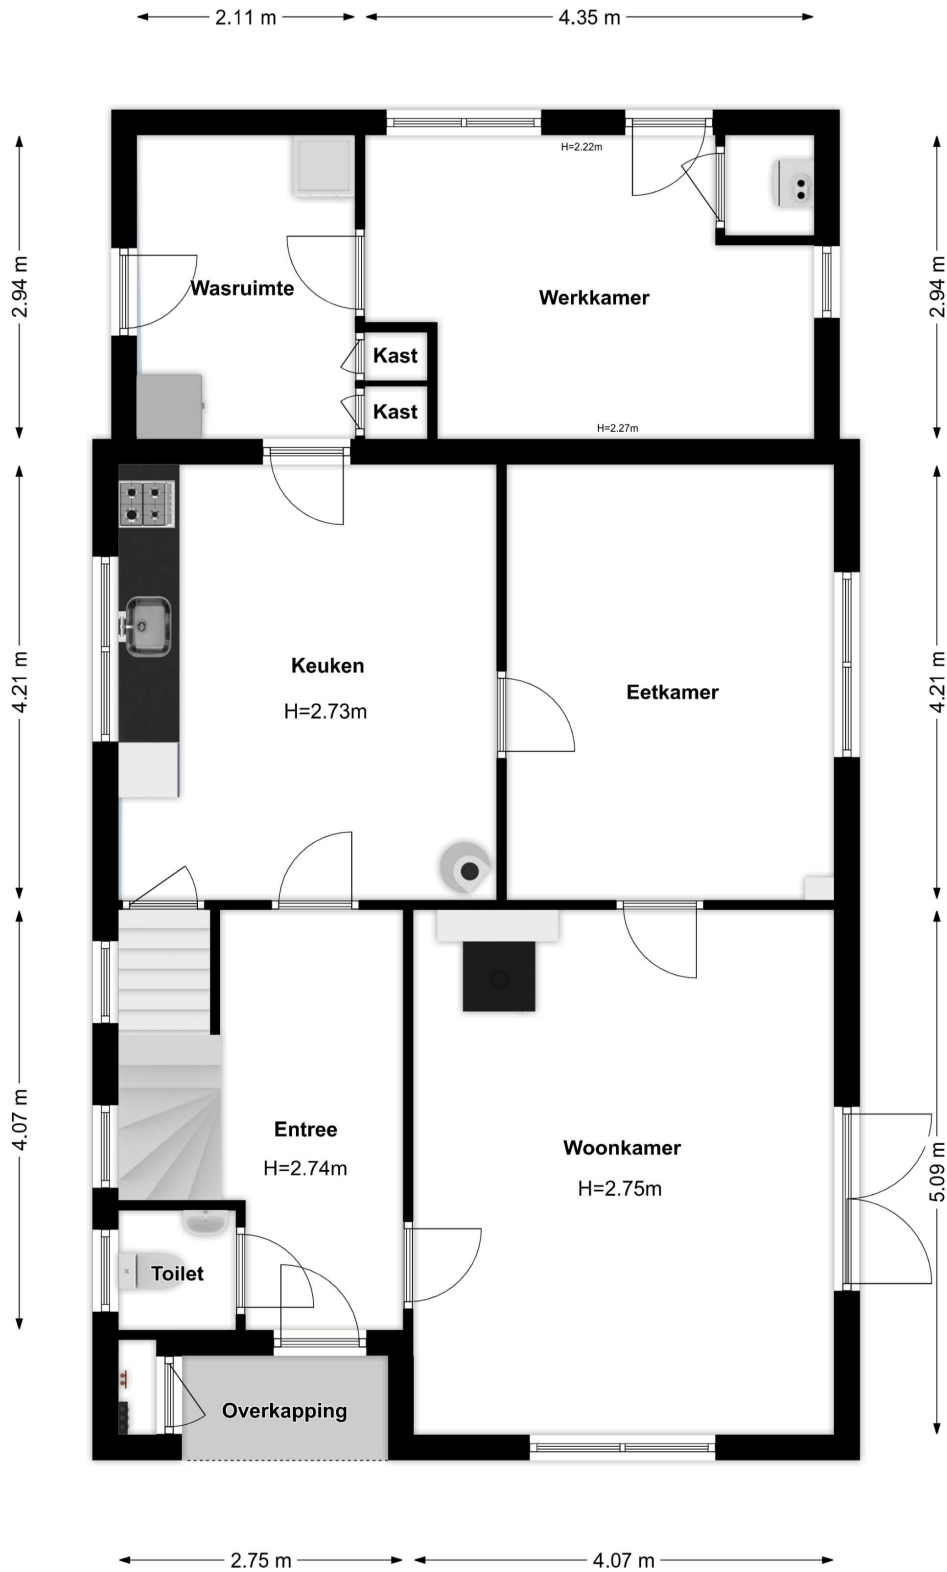 2.11 m
4.35 m
H=2.22m
2.94 m
Wasruimte
Werkkamer
2.94 m
Kast
Kast
H=2.27m
4.21 m
Keuken
H=2.73m
Eetkamer
4.21 m
4.07 m
Entree
H=2.74m
Woonkamer
H=2.75m
5.09 m
Toilet
Overkapping
2.75 m
4.07 m